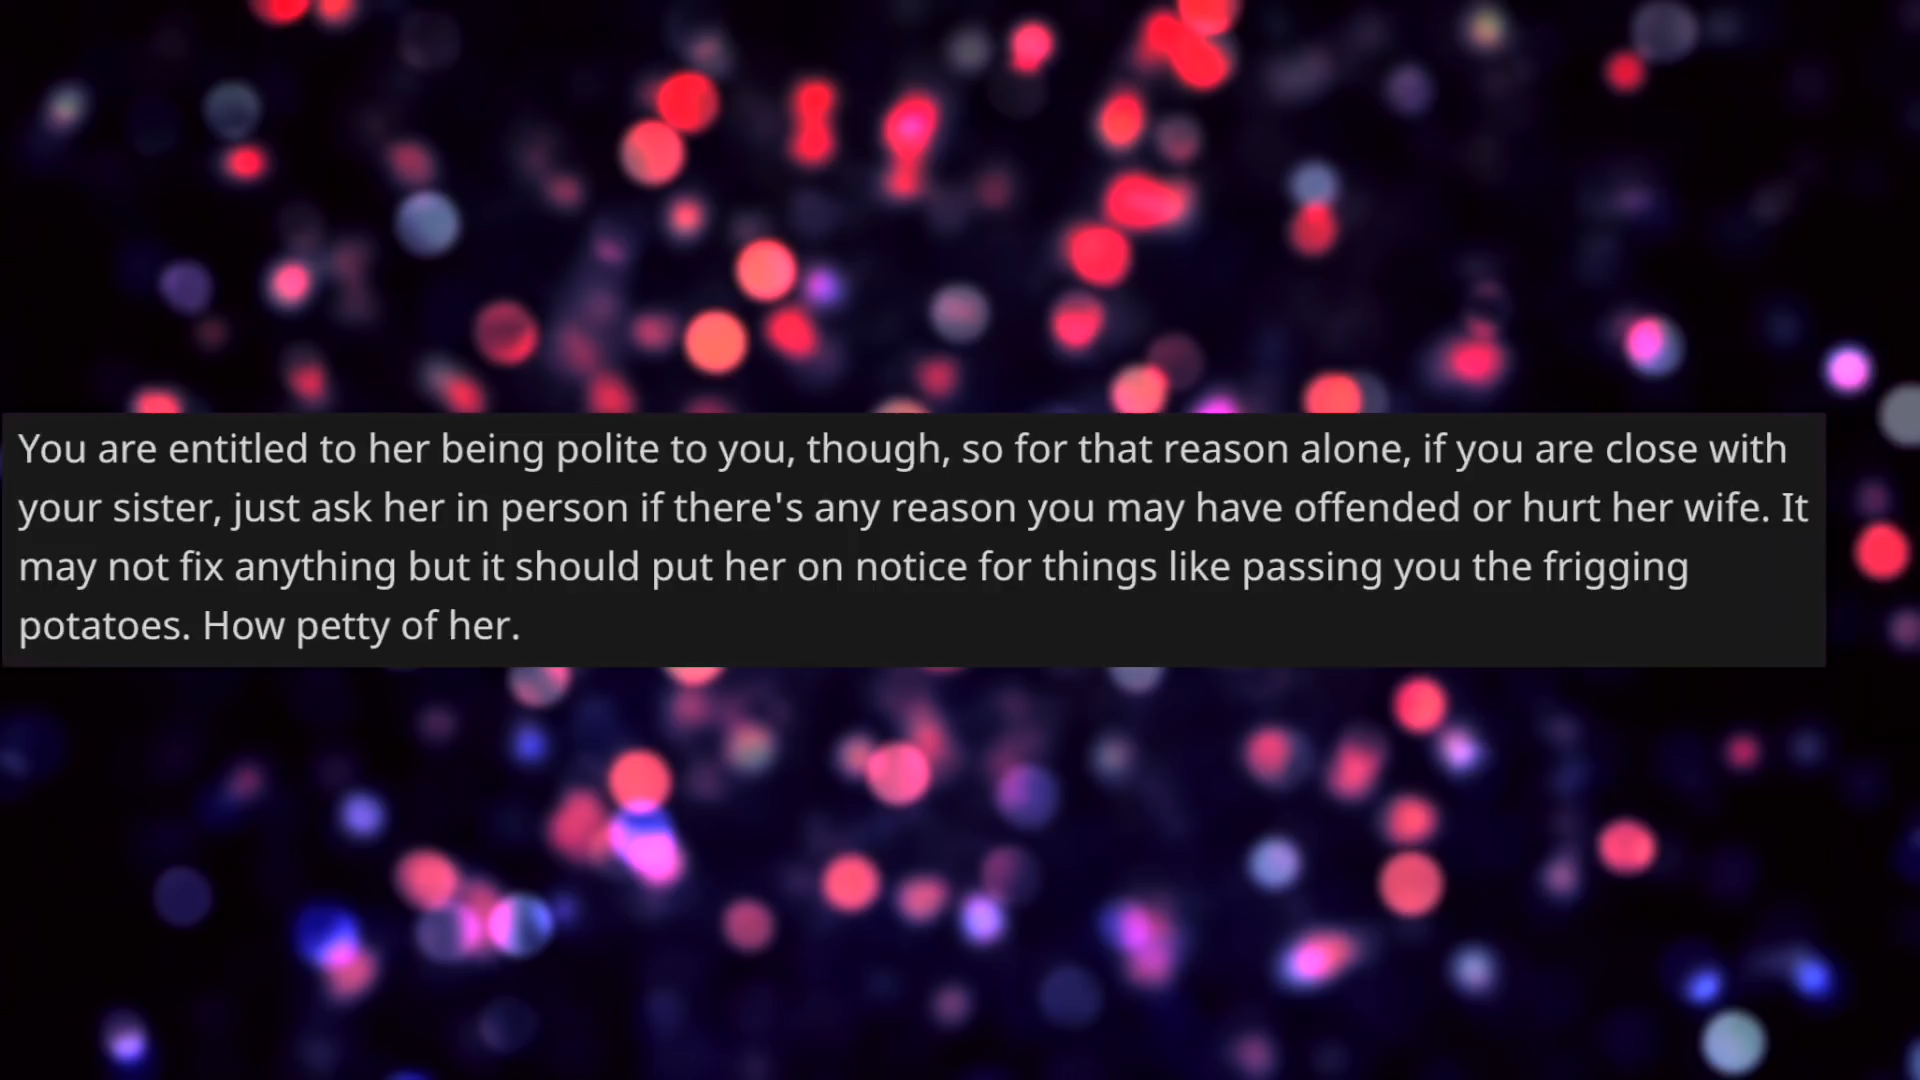 You are entitled to her being polite to you, though, so for that reason alone, if you are close with
your sister, just ask her in person if there's any reason you may have offended or hurt her wife. It
may not fix anything but it should put her on notice for things like passing you the frigging
potatoes. How petty of her.